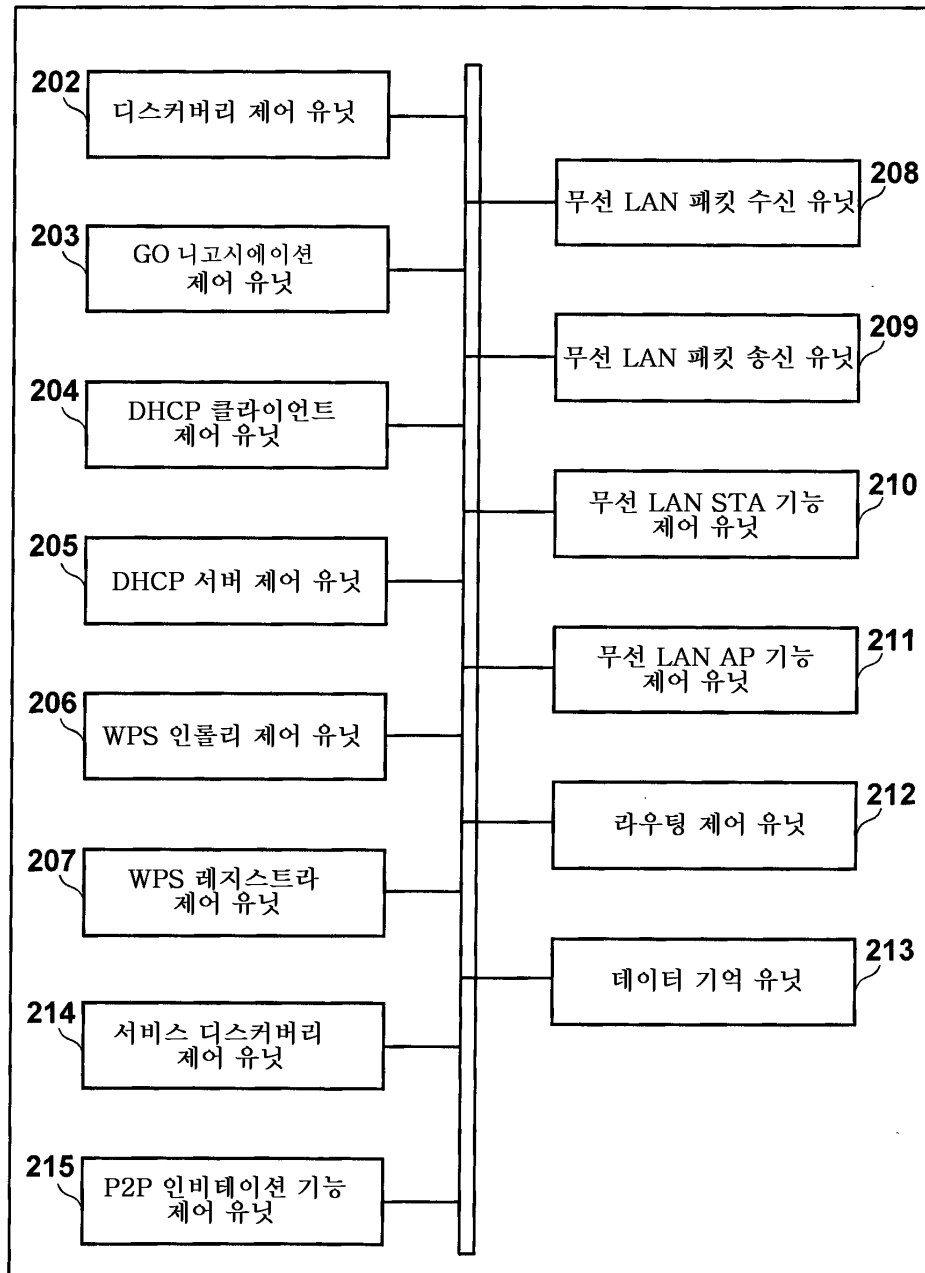 202
디스커버리 제어 유닛
203
GO 니고시에이션
제어 유닛
204
DHCP 클라이언트
제어 유닛
205
DHCP 서버 제어 유닛
206
WPS 인롤리 제어 유닛
207
WPS 레지스트라
제어 유닛
214
서비스 디스커버리
제어 유닛
215
P2P 인비테이션 기능
제어 유닛
208
무선 LAN 패킷 수신 유닛
209
무선 LAN 패킷 송신 유닛
210
무선 LAN STA 기능
제어 유닛
211
무선 LAN AP 기능
제어 유닛
212
라우팅 제어 유닛
213
데이터 기억 유닛